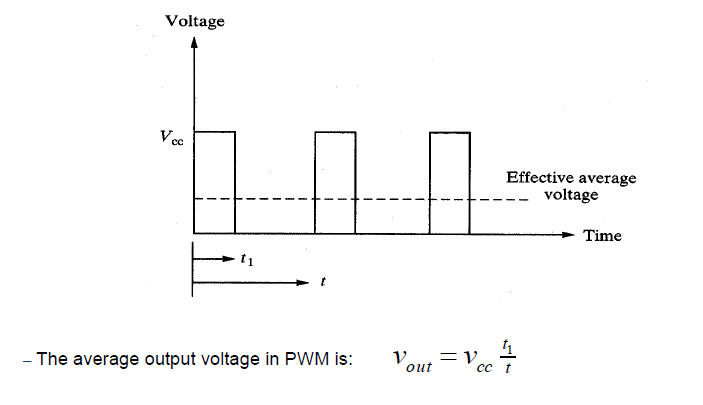 Voltage
Vcc
Effective average
voltage
Time
t1
t
– The average output voltage in PWM is: Vout = Vcc t1/t